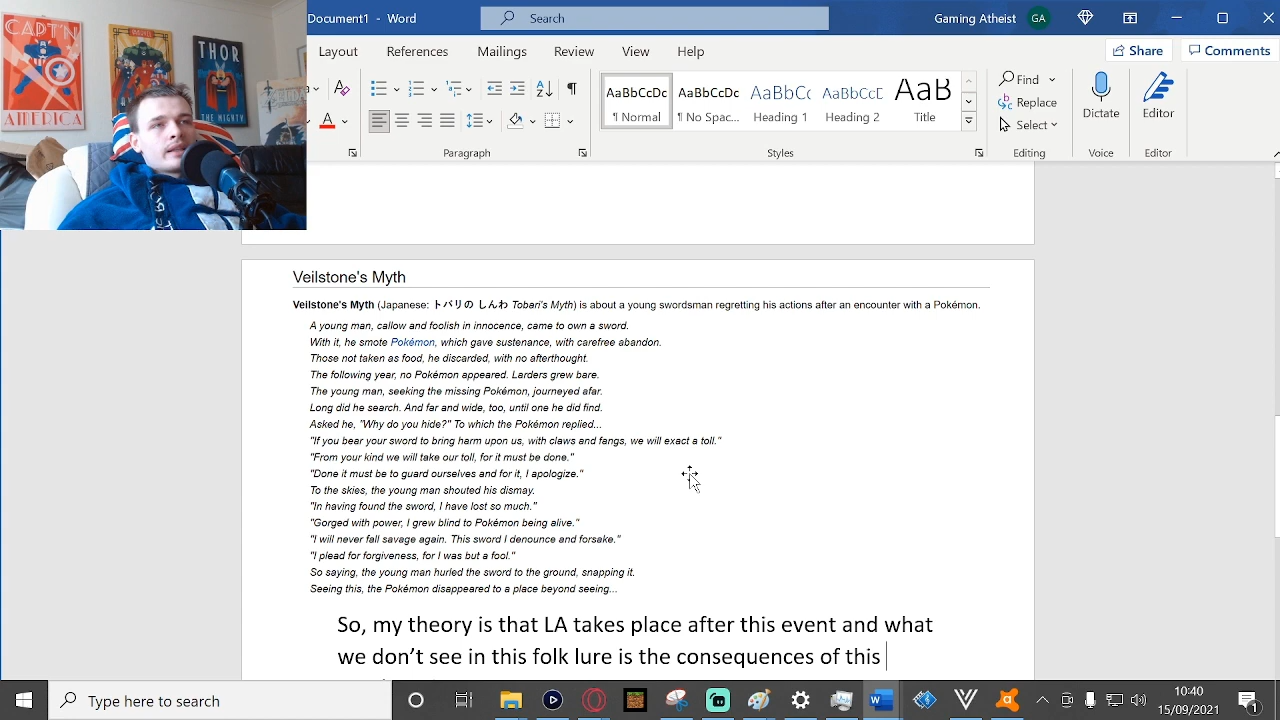 CAPT'N
AMERICA
MARVEL
THOR
THE MIGHTY
Document1 - Word
Search
Gaming Atheist
GA
Layout
References
Mailings
Review
View
Help
Share
Comments
AaBbCcDc
AaBbCcDc
AaBbCc
AaBbCcE
AaB
¶ Normal
¶ No Spac...
Heading 1
Heading 2
Title
Find
Replace
Select
Dictate
Editor
Paragraph
Styles
Editing
Voice
Editor
Veilstone's Myth
Veilstone's Myth (Japanese: トバリの しんわ Tobari's Myth) is about a young swordsman regretting his actions after an encounter with a Pokémon.
A young man, callow and foolish in innocence, came to own a sword.
With it, he smote Pokémon, which gave sustenance, with carefree abandon.
Those not taken as food, he discarded, with no afterthought.
The following year, no Pokémon appeared. Larders grew bare.
The young man, seeking the missing Pokémon, journeyed afar.
Long did he search. And far and wide, too, until one he did find.
Asked he, "Why do you hide?" To which the Pokémon replied...
"If you bear your sword to bring harm upon us, with claws and fangs, we will exact a toll."
"From your kind we will take our toll, for it must be done."
"Done it must be to guard ourselves and for it, I apologize."
To the skies, the young man shouted his dismay.
"In having found the sword, I have lost so much."
"Gorged with power, I grew blind to Pokémon being alive."
"I will never fall savage again. This sword I denounce and forsake."
"I plead for forgiveness, for I was but a fool."
So saying, the young man hurled the sword to the ground, snapping it.
Seeing this, the Pokémon disappeared to a place beyond seeing...
So, my theory is that LA takes place after this event and what
we don't see in this folk lure is the consequences of this
Type here to search
10:40
15/09/2021